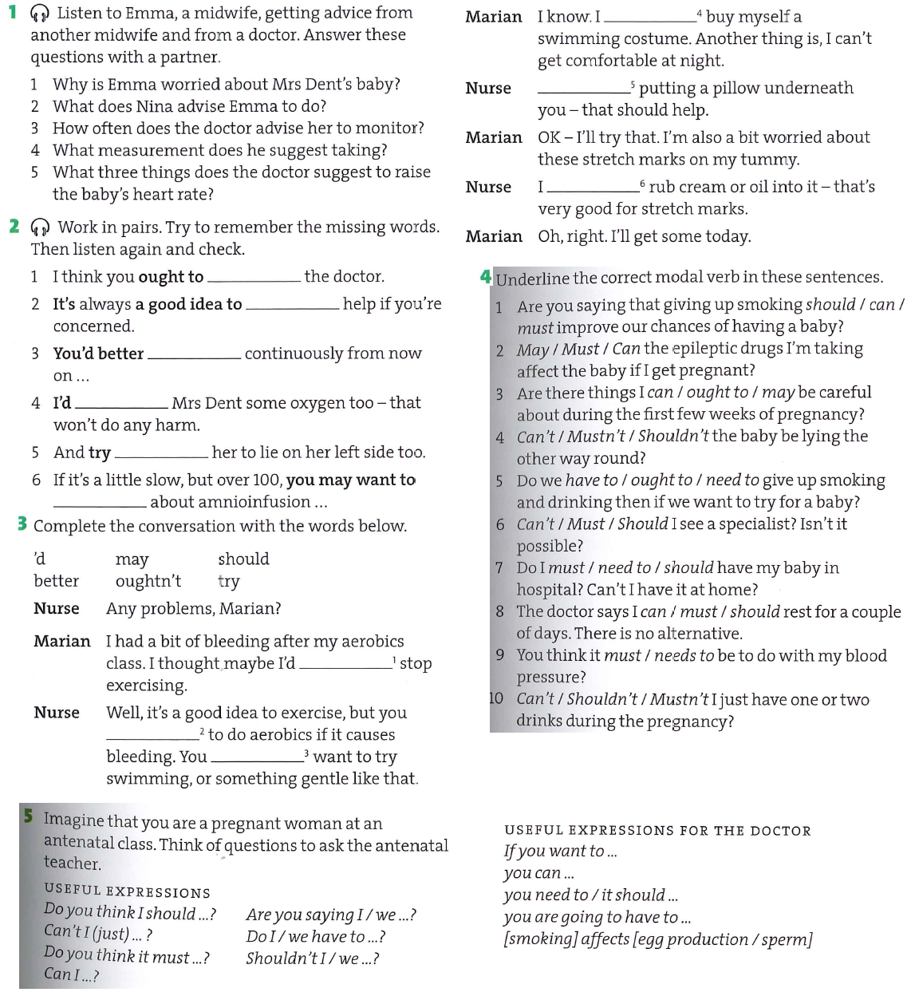 1 Listen to Emma, a midwife, getting advice from
another midwife and from a doctor. Answer these
questions with a partner.
1 Why is Emma worried about Mrs Dent's baby?
2 What does Nina advise Emma to do?
3 How often does the doctor advise her to monitor?
4 What measurement does he suggest taking?
5 What three things does the doctor suggest to raise
the baby's heart rate?
2 Work in pairs. Try to remember the missing words.
Then listen again and check.
1 I think you ought to __________ the doctor.
2 It's always a good idea to __________ help if you're
concerned.
3 You'd better __________ continuously from now
on ...
4 I'd __________ Mrs Dent some oxygen too – that
won't do any harm.
5 And try __________ her to lie on her left side too.
6 If it's a little slow, but over 100, you may want to
__________ about amnioinfusion ...
3 Complete the conversation with the words below.
'd may should
better oughtn't try
Nurse Any problems, Marian?
Marian I had a bit of bleeding after my aerobics
class. I thought maybe I'd __________ 1 stop
exercising.
Nurse Well, it's a good idea to exercise, but you
__________ 2 to do aerobics if it causes
bleeding. You __________ 3 want to try
swimming, or something gentle like that.
Marian I know. I __________ 4 buy myself a
swimming costume. Another thing is, I can't
get comfortable at night.
Nurse __________ 5 putting a pillow underneath
you – that should help.
Marian OK – I'll try that. I'm also a bit worried about
these stretch marks on my tummy.
Nurse I __________ 6 rub cream or oil into it – that's
very good for stretch marks.
Marian Oh, right. I'll get some today.
4 Underline the correct modal verb in these sentences.
1 Are you saying that giving up smoking should / can /
must improve our chances of having a baby?
2 May / Must / Can the epileptic drugs I'm taking
affect the baby if I get pregnant?
3 Are there things I can / ought to / may be careful
about during the first few weeks of pregnancy?
4 Can't / Mustn't / Shouldn't the baby be lying the
other way round?
5 Do we have to / ought to / need to give up smoking
and drinking then if we want to try for a baby?
6 Can't / Must / Should I see a specialist? Isn't it
possible?
7 Do I must / need to / should have my baby in
hospital? Can't I have it at home?
8 The doctor says I can / must / should rest for a couple
of days. There is no alternative.
9 You think it must / needs to be to do with my blood
pressure?
10 Can't / Shouldn't / Mustn't I just have one or two
drinks during the pregnancy?
5 Imagine that you are a pregnant woman at an
antenatal class. Think of questions to ask the antenatal
teacher.
USEFUL EXPRESSIONS
Do you think I should ...? Are you saying I / we ...?
Can't I (just) ... ? Do I / we have to ...?
Do you think it must ...? Shouldn't I / we ...?
Can I ...?
USEFUL EXPRESSIONS FOR THE DOCTOR
If you want to ...
you can ...
you need to / it should ...
you are going to have to ...
[smoking] affects [egg production / sperm]